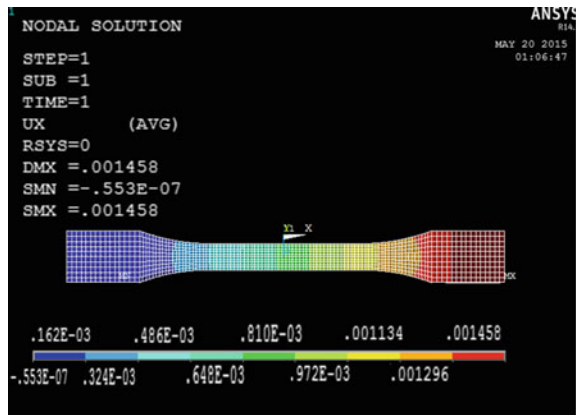 1
NODAL SOLUTION
ANSYS
R14.
MAY 20 2015
01:06:47
STEP=1
SUB =1
TIME=1
UX (AVG)
RSYS=0
DMX =.001458
SMN =-.553E-07
SMX =.001458
X
MN
MX
.162E-03 .486E-03 .810E-03 .001134 .001458
-.553E-07 .324E-03 .648E-03 .972E-03 .001296